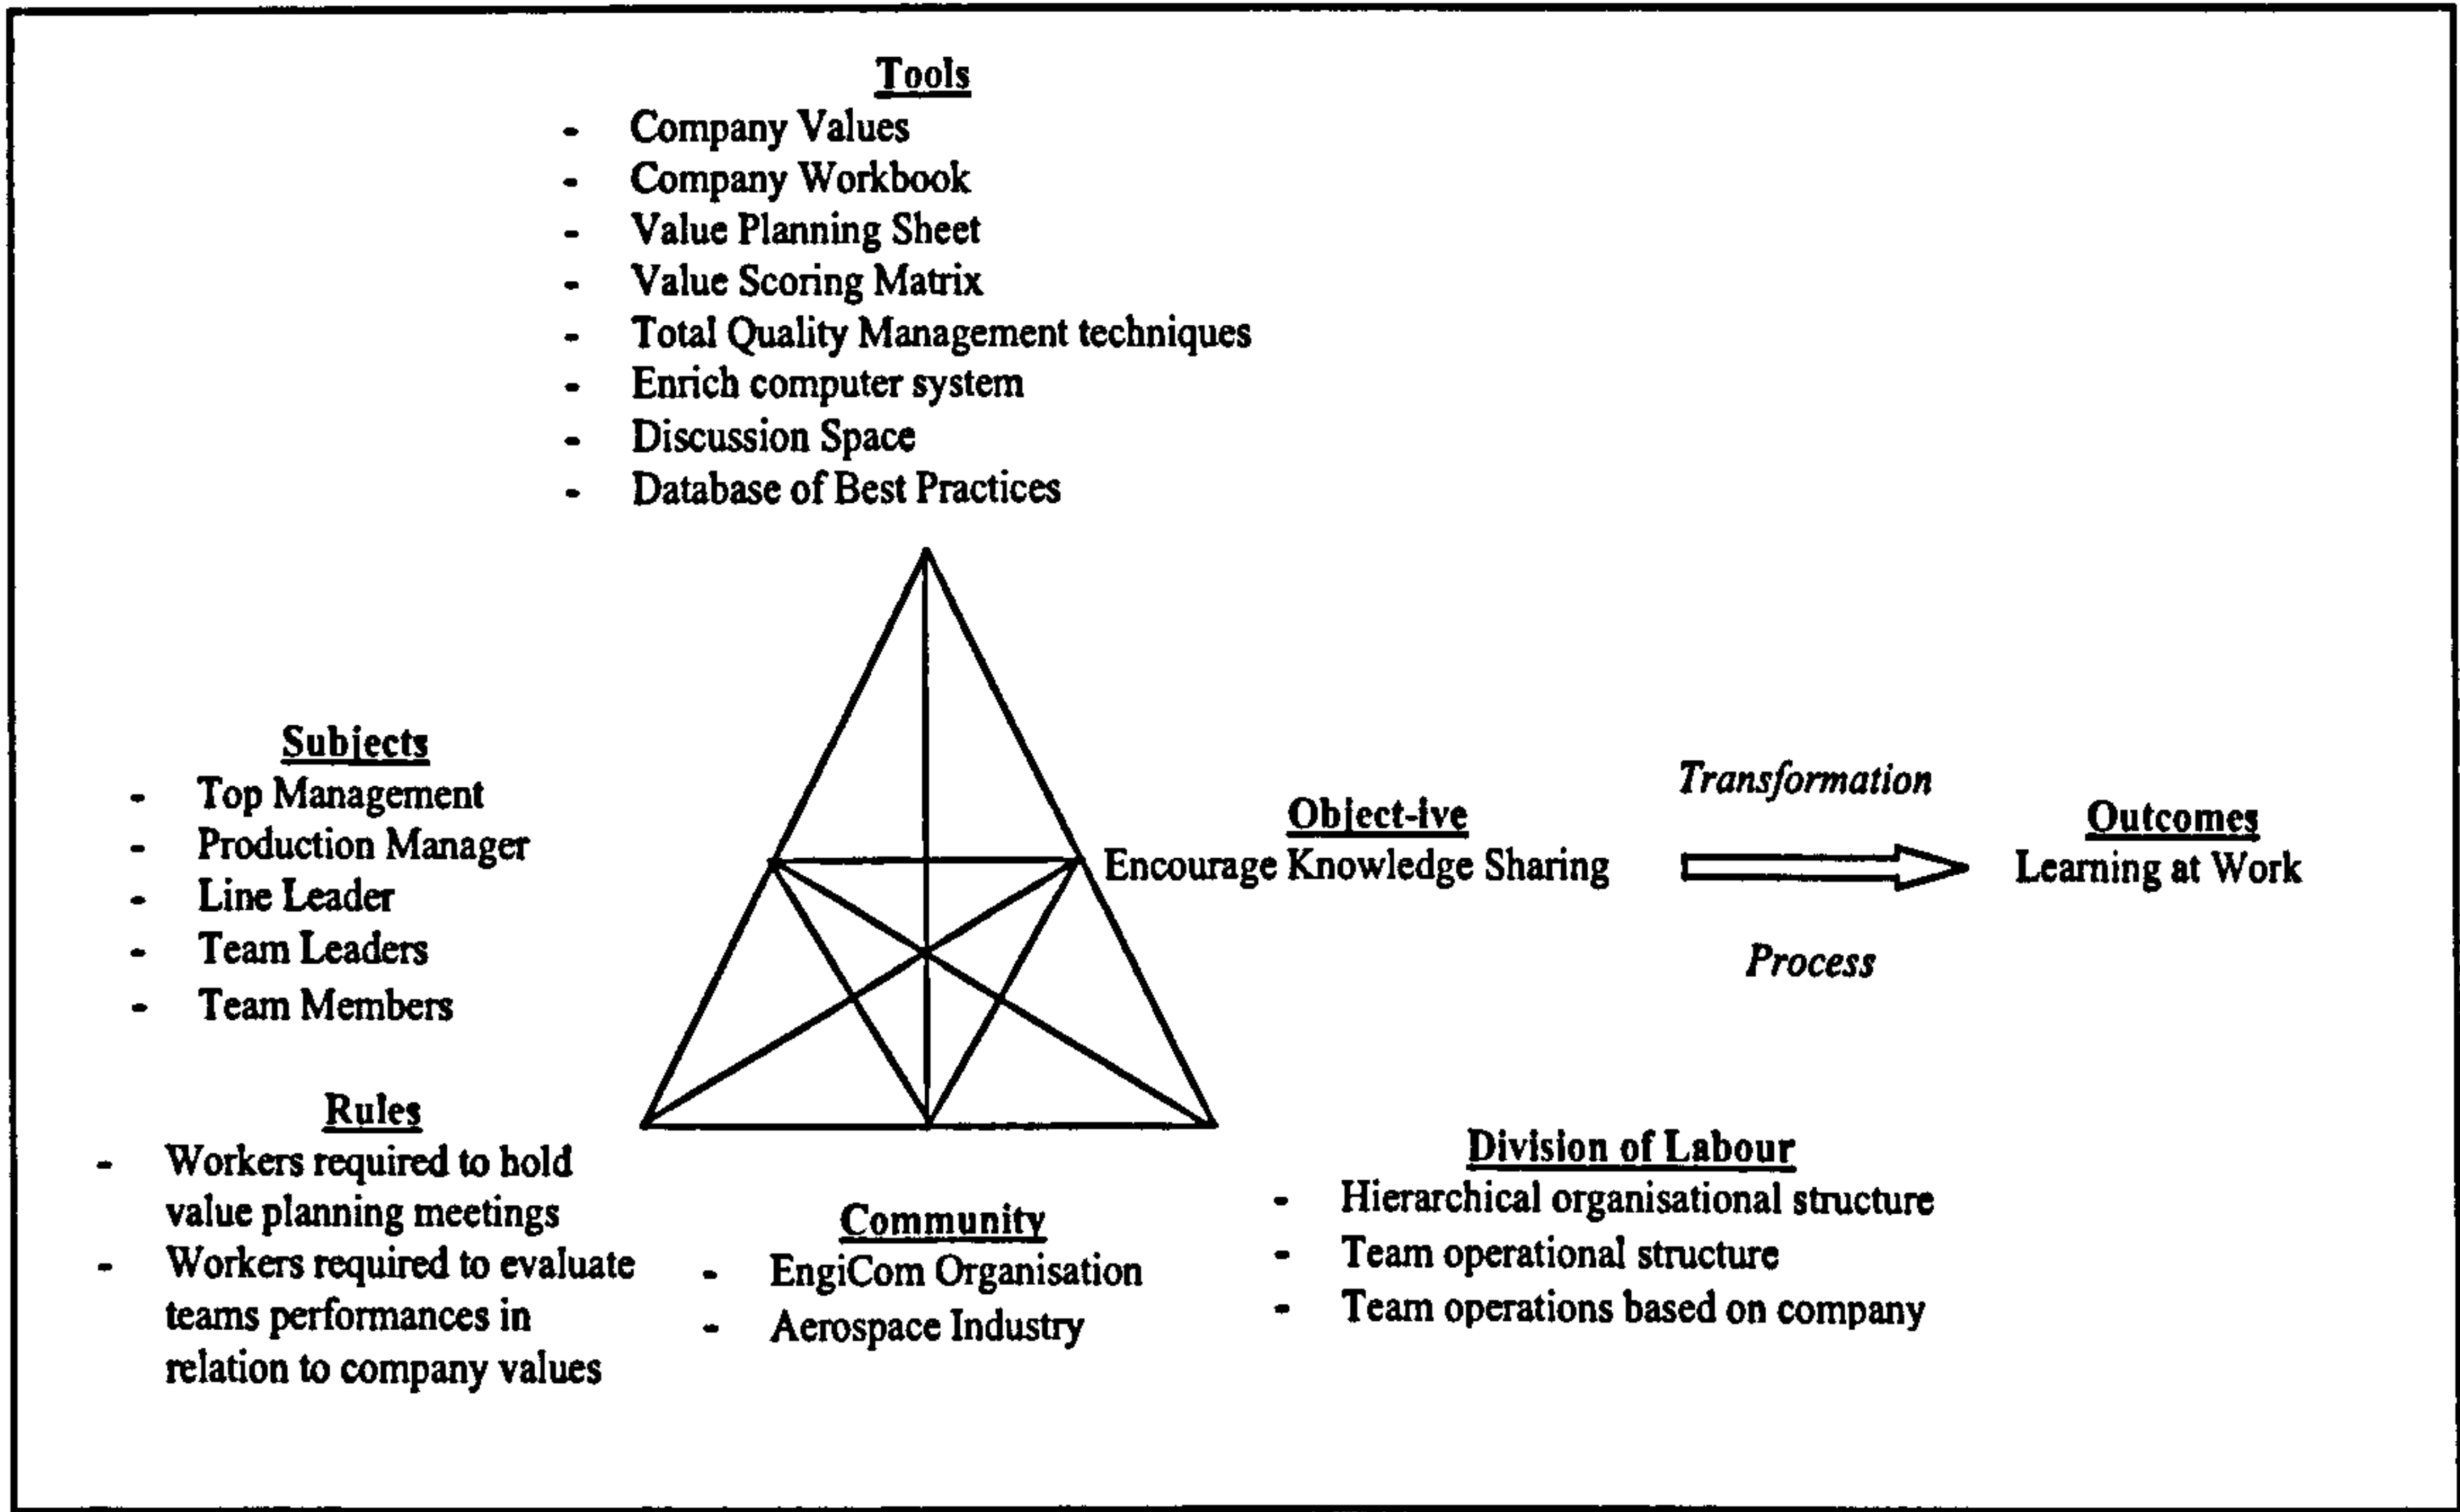 Tools
- Company Values
- Company Workbook
- Value Planning Sheet
- Value Scoring Matrix
- Total Quality Management techniques
- Enrich computer system
- Discussion Space
- Database of Best Practices
Subjects
- Top Management
- Production Manager
- Line Leader
- Team Leaders
- Team Members
Object-ive
Encourage Knowledge Sharing
Transformation
Process
Outcomes
Learning at Work
Rules
- Workers required to hold
value planning meetings
- Workers required to evaluate
teams performances in
relation to company values
Community
- EngiCom Organisation
- Aerospace Industry
Division of Labour
- Hierarchical organisational structure
- Team operational structure
- Team operations based on company